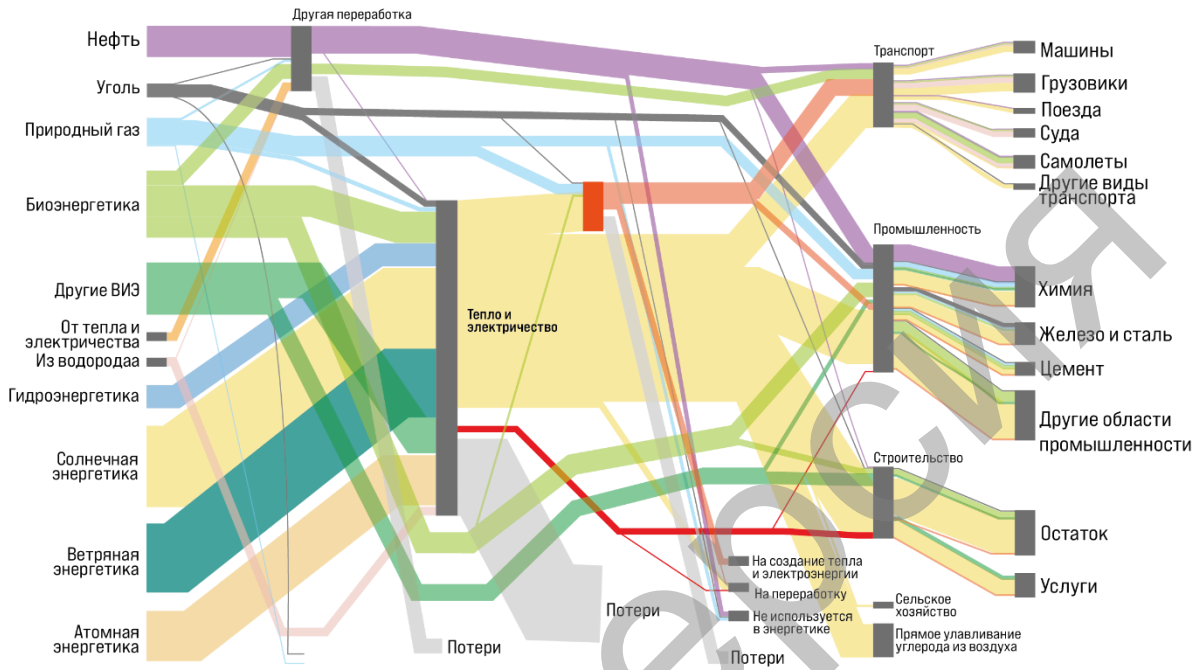 Другая переработка
Нефть
Уголь
Природный газ
Биоэнергетика
Другие ВИЭ
От тепла и
электричества
Из водородаа
Гидроэнергетика
Солнечная
энергетика
Ветряная
энергетика
Атомная
энергетика
Тепло и
электричество
Потери
Потери
Потери
На создание тепла
и электроэнергии
На переработку
Не используется
в энергетике
Транспорт
Машины
Грузовики
Поезда
Суда
Самолеты
Другие виды
транспорта
Промышленность
Химия
Железо и сталь
Цемент
Другие области
промышленности
Строительство
Остаток
Услуги
Сельское
хозяйство
Прямое улавливание
углерода из воздуха
ерсия